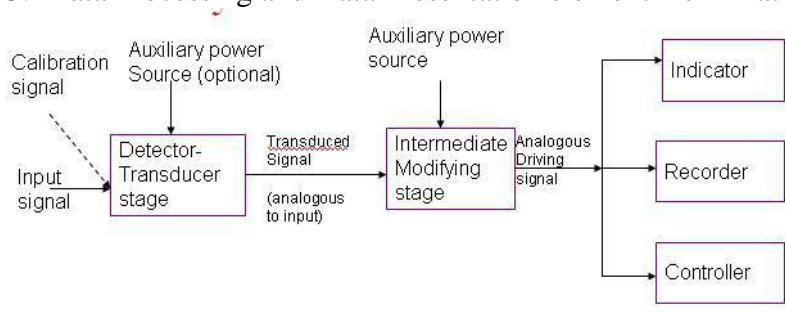 Calibration
signal
Auxiliary power
Source (optional)
Auxiliary power
source
Input
signal
Detector-
Transducer
stage
Transduced
Signal
(analogous
to input)
Intermediate
Modifying
stage
Analogous
Driving
signal
Indicator
Recorder
Controller